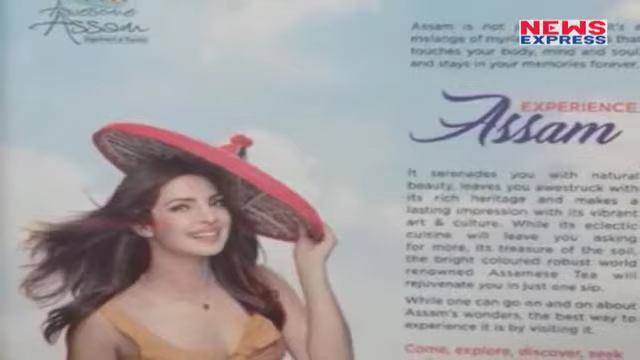 Awesome
Assam
Department of Tourism
NEWS
EXPRESS
Assam is not
melange of myri that
touches your body, mind and soul
and stays in your memories forever.
EXPERIENCE
Assam
It serenades you with natural
beauty, leaves you awestruck with
its rich heritage and makes a
lasting impression with its vibrant
art & culture. While its eclectic
cuisine will leave you asking
for more, its treasure of the soil,
the bright coloured robust world
renowned Assamese Tea will
rejuvenate you in just one sip.
While one can go on and on about
Assam's wonders, the best way to
experience it is by visiting it.
Come, explore, discover, seek